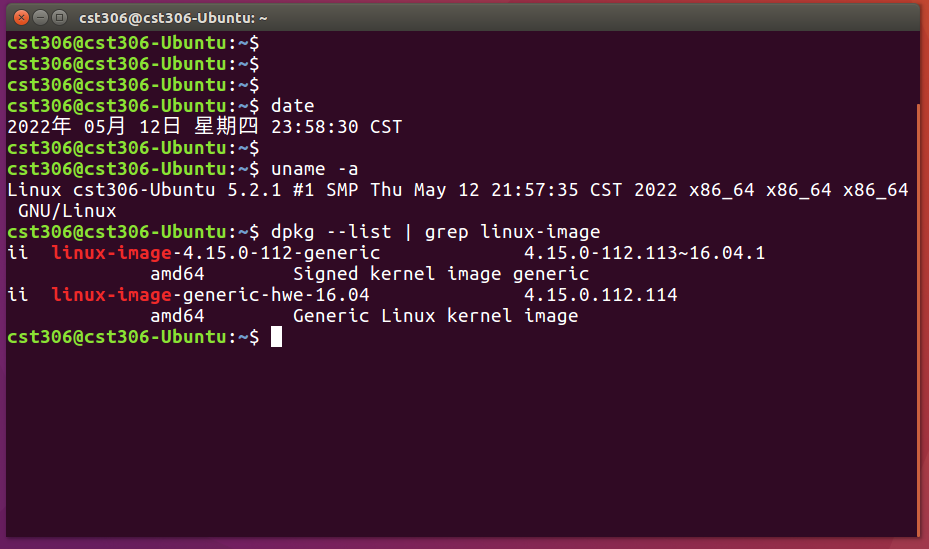 cst306@cst306-Ubuntu: ~
cst306@cst306-Ubuntu:~$
cst306@cst306-Ubuntu:~$
cst306@cst306-Ubuntu:~$
cst306@cst306-Ubuntu:~$ date
2022年 05月 12日 星期四 23:58:30 CST
cst306@cst306-Ubuntu:~$
cst306@cst306-Ubuntu:~$ uname -a
Linux cst306-Ubuntu 5.2.1 #1 SMP Thu May 12 21:57:35 CST 2022 x86_64 x86_64 x86_64
 GNU/Linux
cst306@cst306-Ubuntu:~$ dpkg --list | grep linux-image
ii  linux-image-4.15.0-112-generic             4.15.0-112.113~16.04.1
             amd64        Signed kernel image generic
ii  linux-image-generic-hwe-16.04              4.15.0.112.114
             amd64        Generic Linux kernel image
cst306@cst306-Ubuntu:~$